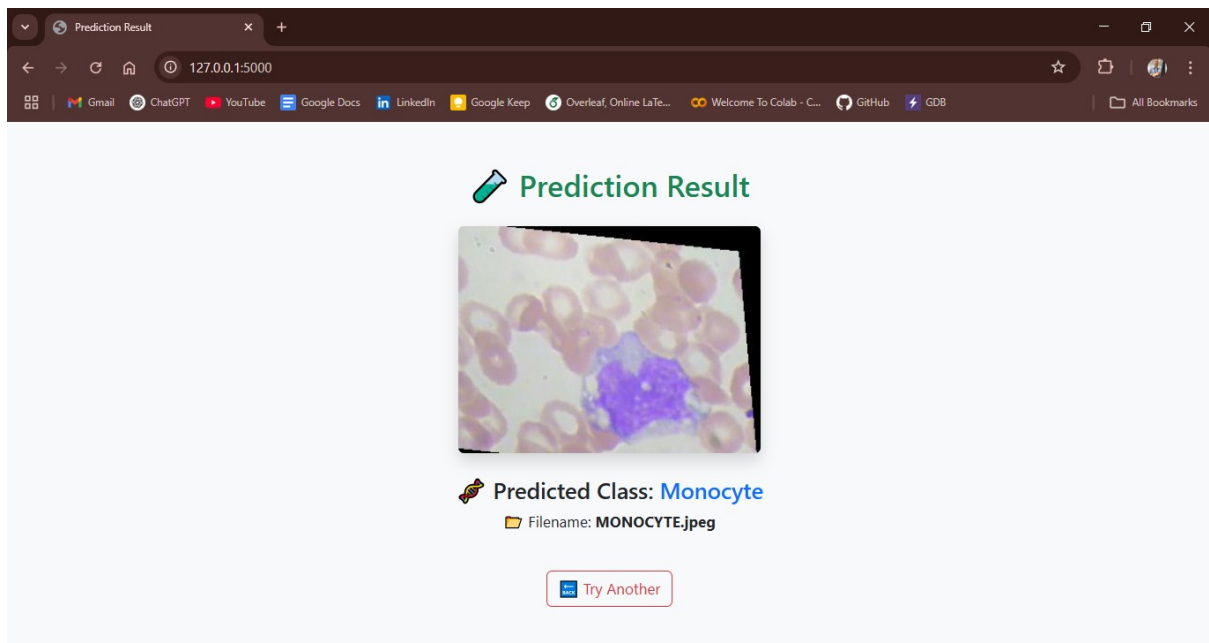 Prediction Result
127.0.0.1:5000
Gmail ChatGPT YouTube Google Docs LinkedIn Google Keep Overleaf, Online LaTe... Welcome To Colab - C... GitHub GDB All Bookmarks
Prediction Result
Predicted Class: Monocyte
Filename: MONOCYTE.jpeg
BACK Try Another